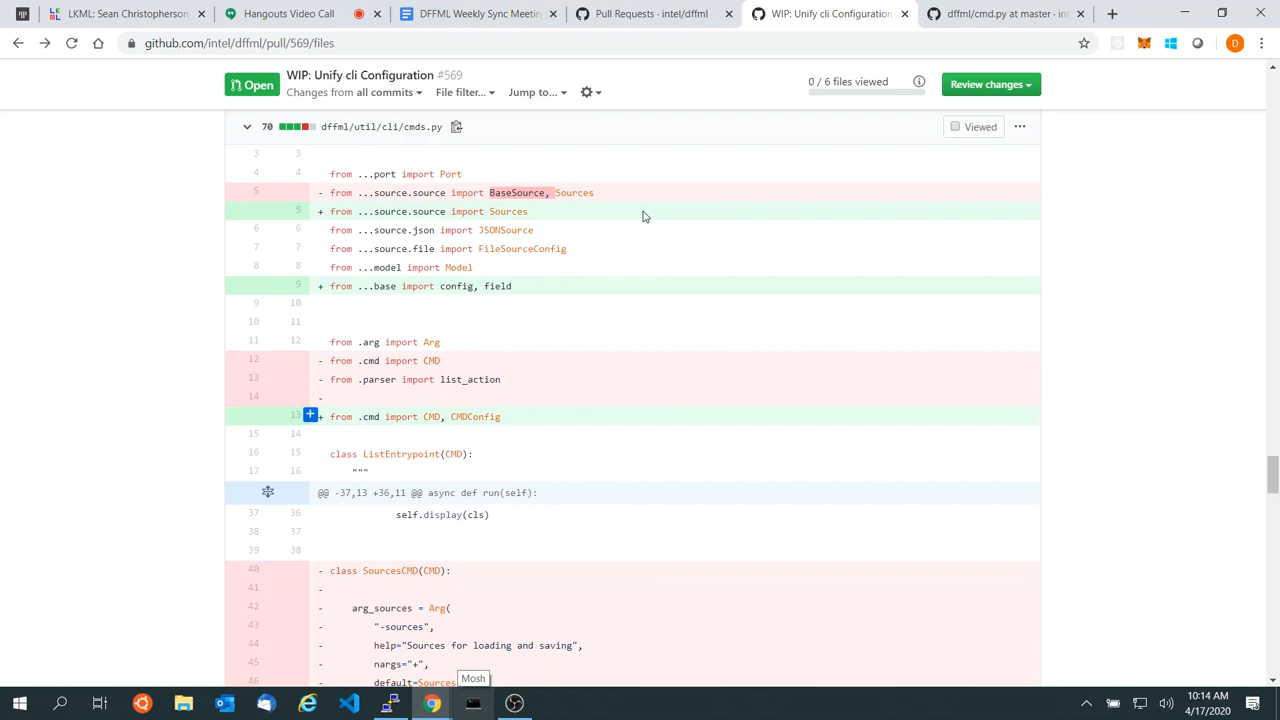 LKML: Sean Christopherson
Hangouts Video Call
DFFML Weekly Sync Meetin
Pull Requests · intel/dffml
WIP: Unify cli Configuration
dffml/cmd.py at master · int
github.com/intel/dffml/pull/569/files
D
Open
WIP: Unify cli Configuration #569
Changes from all commits
File filter...
Jump to...
0 / 6 files viewed
Review changes
70 dffml/util/cli/cmds.py
Viewed
3 3
4 4 from ...port import Port
5 - from ...source.source import BaseSource, Sources
5 + from ...source.source import Sources
6 6 from ...source.json import JSONSource
7 7 from ...source.file import FileSourceConfig
8 8 from ...model import Model
9 + from ...base import config, field
9 10
10 11
11 12 from .arg import Arg
12 - from .cmd import CMD
13 - from .parser import list_action
14 -
13 + from .cmd import CMD, CMDConfig
15 14
16 15 class ListEntrypoint(CMD):
17 16 """
@@ -37,13 +36,11 @@ async def run(self):
37 36 self.display(cls)
38 37
39 38
40 - class SourcesCMD(CMD):
41 -
42 - arg_sources = Arg(
43 - "-sources",
44 - help="Sources for loading and saving",
45 - nargs="+",
46 - default=Sources
Mosh
10:14 AM
4/17/2020